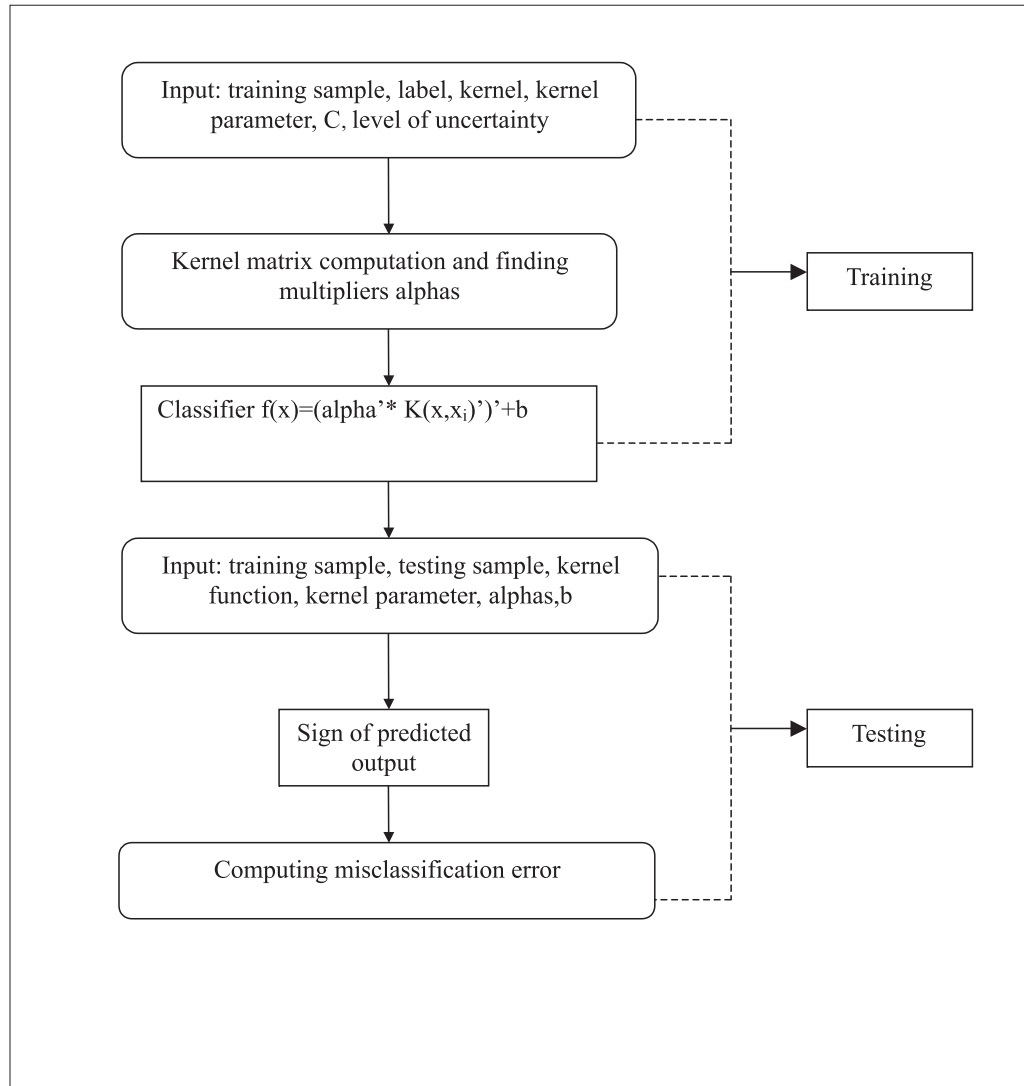 Input: training sample, label, kernel, kernel
parameter, C, level of uncertainty
Kernel matrix computation and finding
multipliers alphas
Training
Classifier f(x)=(alpha’* K(x,xᵢ)’)’+b
Input: training sample, testing sample, kernel
function, kernel parameter, alphas,b
Sign of predicted
output
Testing
Computing misclassification error